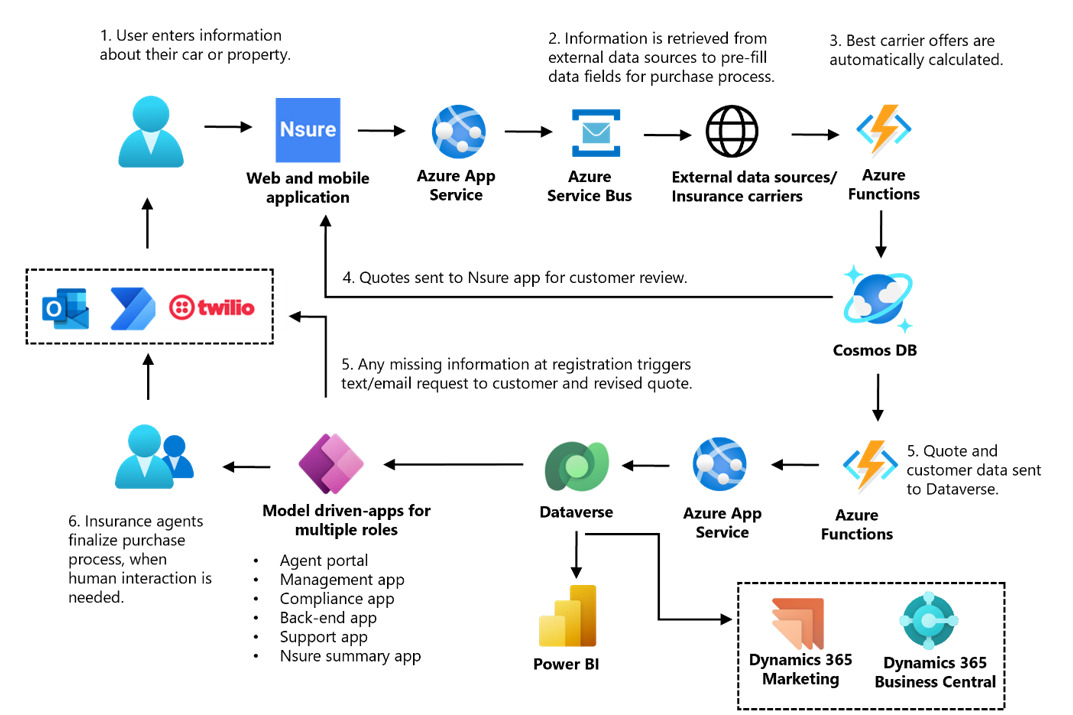 1. User enters information
about their car or property.
2. Information is retrieved from
external data sources to pre-fill
data fields for purchase process.
3. Best carrier offers are
automatically calculated.
Nsure
Web and mobile
application
Azure App
Service
Azure
Service Bus
External data sources/
Insurance carriers
Azure
Functions
4. Quotes sent to Nsure app for customer review.
O
twilio
Cosmos DB
5. Any missing information at registration triggers
text/email request to customer and revised quote.
5. Quote and
customer data sent
to Dataverse.
Model driven-apps for
multiple roles
Dataverse
Azure App
Service
Azure
Functions
6. Insurance agents
finalize purchase
process, when
human interaction is
needed.
• Agent portal
• Management app
• Compliance app
• Back-end app
• Support app
• Nsure summary app
Power BI
Dynamics 365
Marketing
Dynamics 365
Business Central